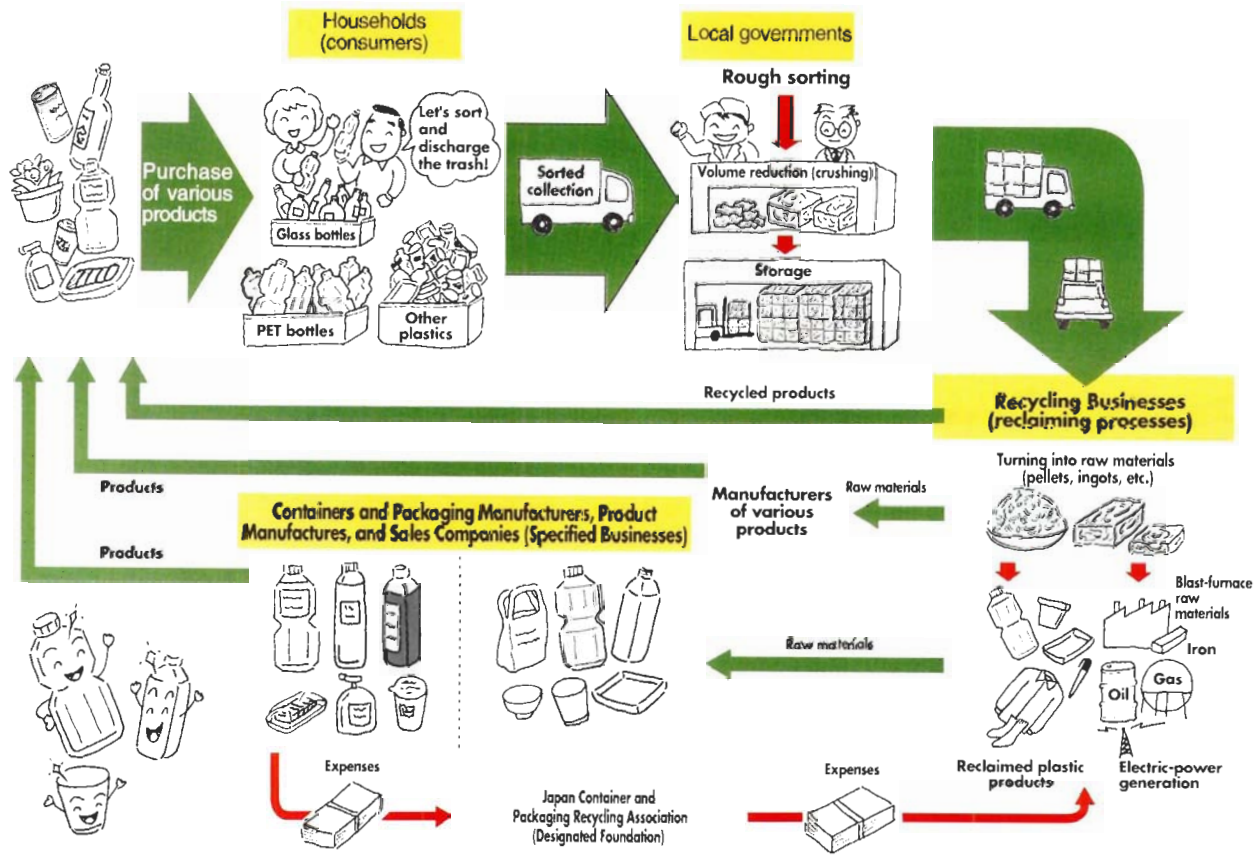 Households
(consumers)
Local governments
Rough sorting
Purchase
of various
products
Let's sort
and
discharge
the trash!
Glass bottles
PET bottles
Other
plastics
Sorted
collection
Volume reduction (crushing)
Storage
Recycled products
Recycling Businesses
(reclaiming processes)
Turning into raw materials
(pellets, ingots, etc.)
Products
Manufacturers
of various
products
Raw materials
Containers and Packaging Manufacturers, Product
Manufactures, and Sales Companies (Specified Businesses)
Products
Blast-furnace
raw
materials
Iron
Raw materials
Oil
Gas
Reclaimed plastic
products
Electric-power
generation
Expenses
Japan Container and
Packaging Recycling Association
(Designated Foundation)
Expenses